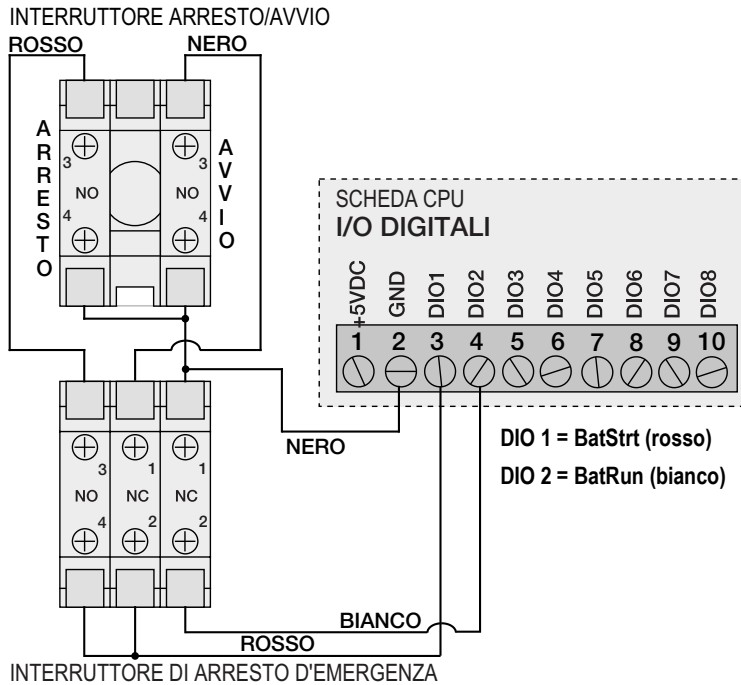 INTERRUTTORE ARRESTO/AVVIO
ROSSO
NERO
ARRESTO
3
NO
4
3
NO
4
AVVIO
SCHEDA CPU
I/O DIGITALI
+5VDC
GND
DIO1
DIO2
DIO3
DIO4
DIO5
DIO6
DIO7
DIO8
1 2 3 4 5 6 7 8 9 10
NERO
DIO 1 = BatStrt (rosso)
DIO 2 = BatRun (bianco)
3
NO
4
1
NC
2
1
NC
2
BIANCO
ROSSO
INTERRUTTORE DI ARRESTO D'EMERGENZA